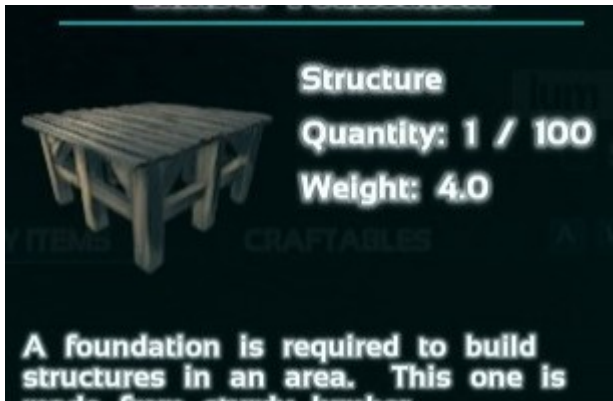 Structure
Quantity: 1 / 100
Weight: 4.0
Y ITEMS
CRAFTABLES
A foundation is required to build
structures in an area. This one is